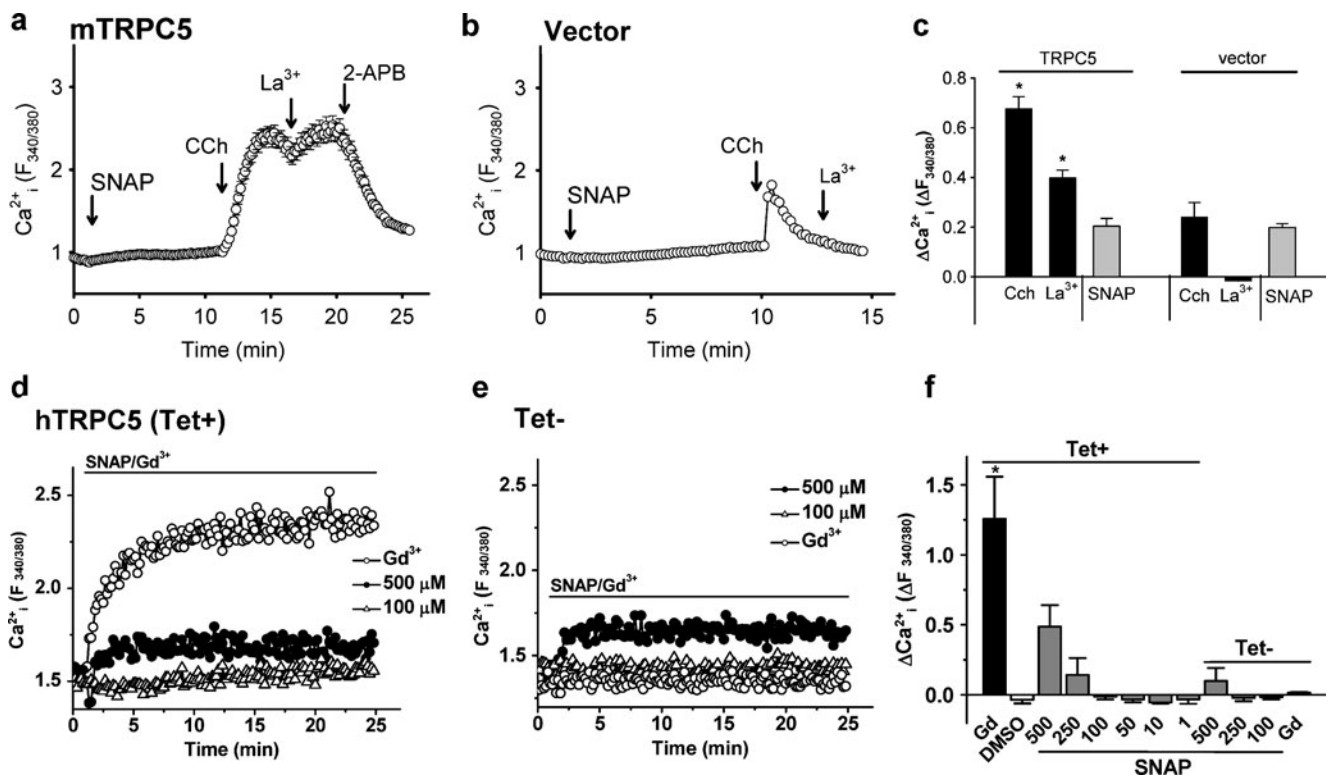 a
mTRPC5
Ca²⁺ᵢ (F₃₄₀/₃₈₀)
3
2
1
SNAP
CCh
La³⁺
2-APB
0 5 10 15 20 25
Time (min)
b
Vector
Ca²⁺ᵢ (F₃₄₀/₃₈₀)
3
2
1
SNAP
CCh
La³⁺
0 5 10 15
Time (min)
c
TRPC5 vector
ΔCa²⁺ᵢ (ΔF₃₄₀/₃₈₀)
0.8
0.6
0.4
0.2
0.0
* *
Cch La³⁺ SNAP Cch La³⁺ SNAP
d
hTRPC5 (Tet+)
SNAP/Gd³⁺
Ca²⁺ᵢ (F ₃₄₀/₃₈₀)
2.5
2.0
1.5
Gd³⁺
500 μM
100 μM
0 5 10 15 20 25
Time (min)
e
Tet-
500 μM
100 μM
Gd³⁺
SNAP/Gd³⁺
Ca²⁺ᵢ (F ₃₄₀/₃₈₀)
2.5
2.0
1.5
0 5 10 15 20 25
Time (min)
f
Tet+
Tet-
*
ΔCa²⁺ᵢ (ΔF ₃₄₀/₃₈₀)
1.5
1.0
0.5
0.0
Gd DMSO 500 250 100 50 10 1 500 250 100 Gd
SNAP